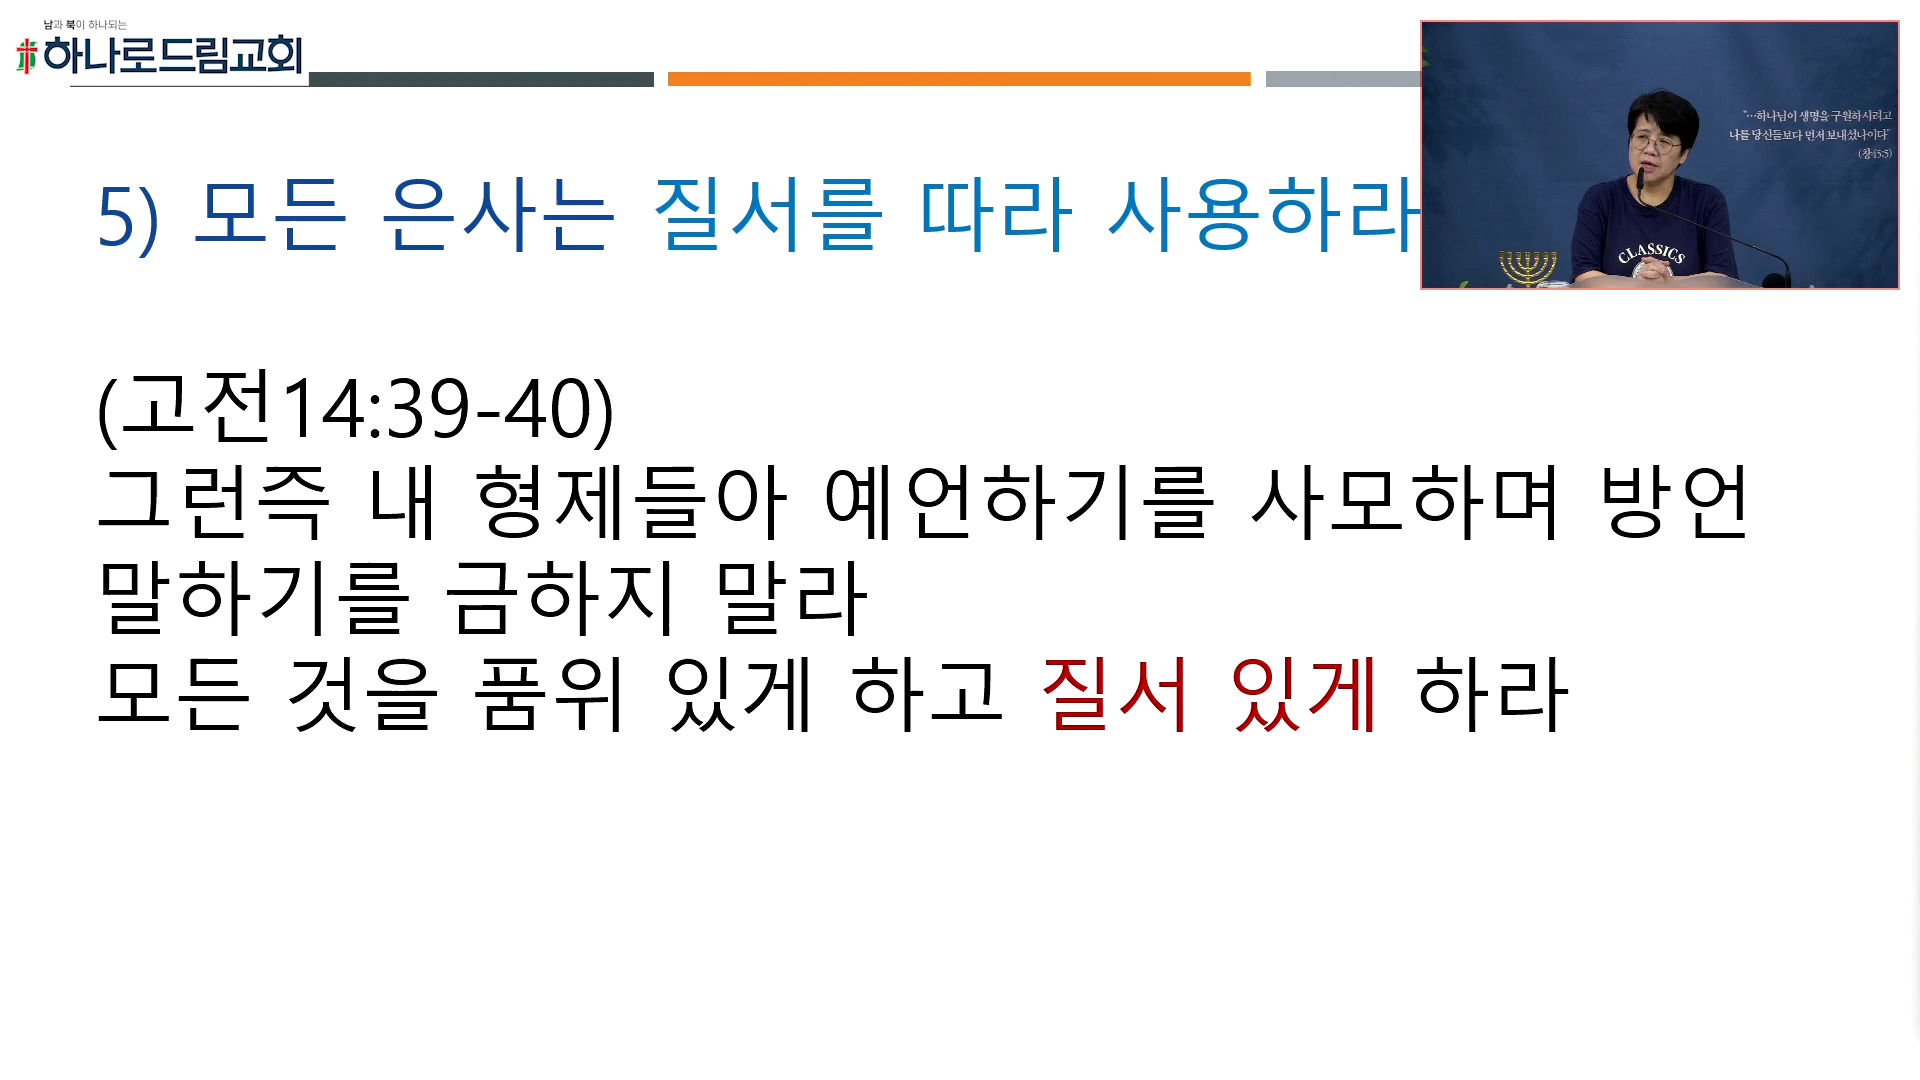 남과 북이 하나되는
하나로드림교회
"…하나님이 생명을 구원하시려고
나를 당신들보다 먼저 보내셨나이다"
(창45:5)
CLASSICS
5) 모든 은사는 질서를 따라 사용하라
(고전14:39-40)
그런즉 내 형제들아 예언하기를 사모하며 방언
말하기를 금하지 말라
모든 것을 품위 있게 하고 질서 있게 하라